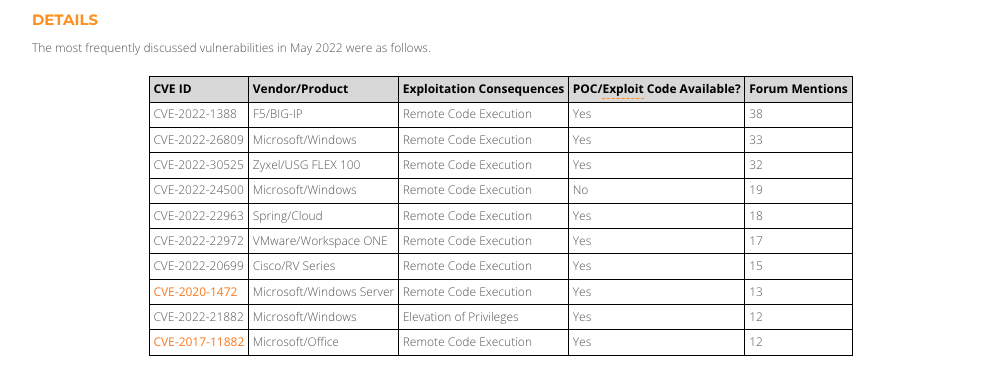 DETAILS
The most frequently discussed vulnerabilities in May 2022 were as follows.
CVE ID Vendor/Product Exploitation Consequences POC/Exploit Code Available? Forum Mentions
CVE-2022-1388 F5/BIG-IP Remote Code Execution Yes 38
CVE-2022-26809 Microsoft/Windows Remote Code Execution Yes 33
CVE-2022-30525 Zyxel/USG FLEX 100 Remote Code Execution Yes 32
CVE-2022-24500 Microsoft/Windows Remote Code Execution No 19
CVE-2022-22963 Spring/Cloud Remote Code Execution Yes 18
CVE-2022-22972 VMware/Workspace ONE Remote Code Execution Yes 17
CVE-2022-20699 Cisco/RV Series Remote Code Execution Yes 15
CVE-2020-1472 Microsoft/Windows Server Remote Code Execution Yes 13
CVE-2022-21882 Microsoft/Windows Elevation of Privileges Yes 12
CVE-2017-11882 Microsoft/Office Remote Code Execution Yes 12